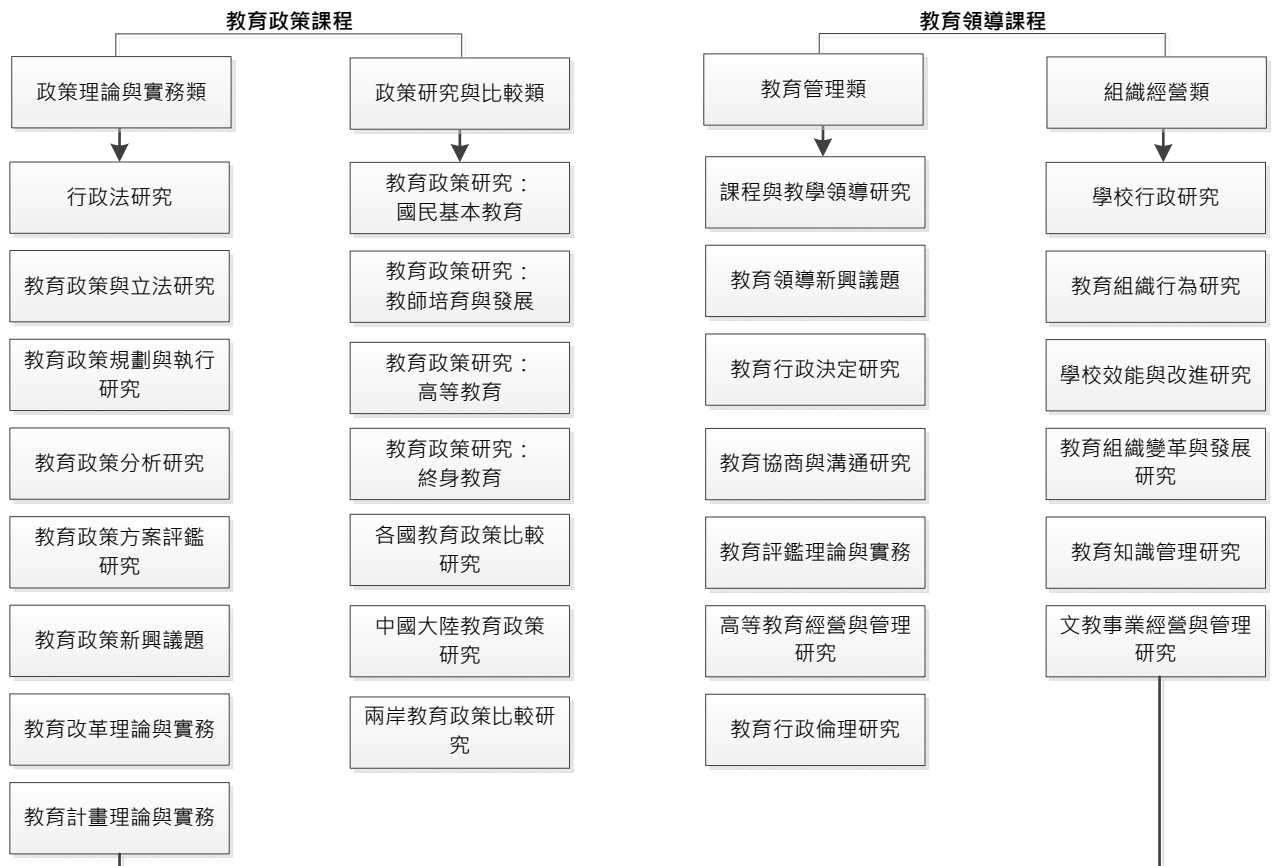 教育政策課程
政策理論與實務類
行政法研究
教育政策與立法研究
教育政策規劃與執行
研究
教育政策分析研究
教育政策方案評鑑
研究
教育政策新興議題
教育改革理論與實務
教育計畫理論與實務
政策研究與比較類
教育政策研究：
國民基本教育
教育政策研究：
教師培育與發展
教育政策研究：
高等教育
教育政策研究：
終身教育
各國教育政策比較
研究
中國大陸教育政策
研究
兩岸教育政策比較研
究
教育領導課程
教育管理類
課程與教學領導研究
教育領導新興議題
教育行政決定研究
教育協商與溝通研究
教育評鑑理論與實務
高等教育經營與管理
研究
教育行政倫理研究
組織經營類
學校行政研究
教育組織行為研究
學校效能與改進研究
教育組織變革與發展
研究
教育知識管理研究
文教事業經營與管理
研究